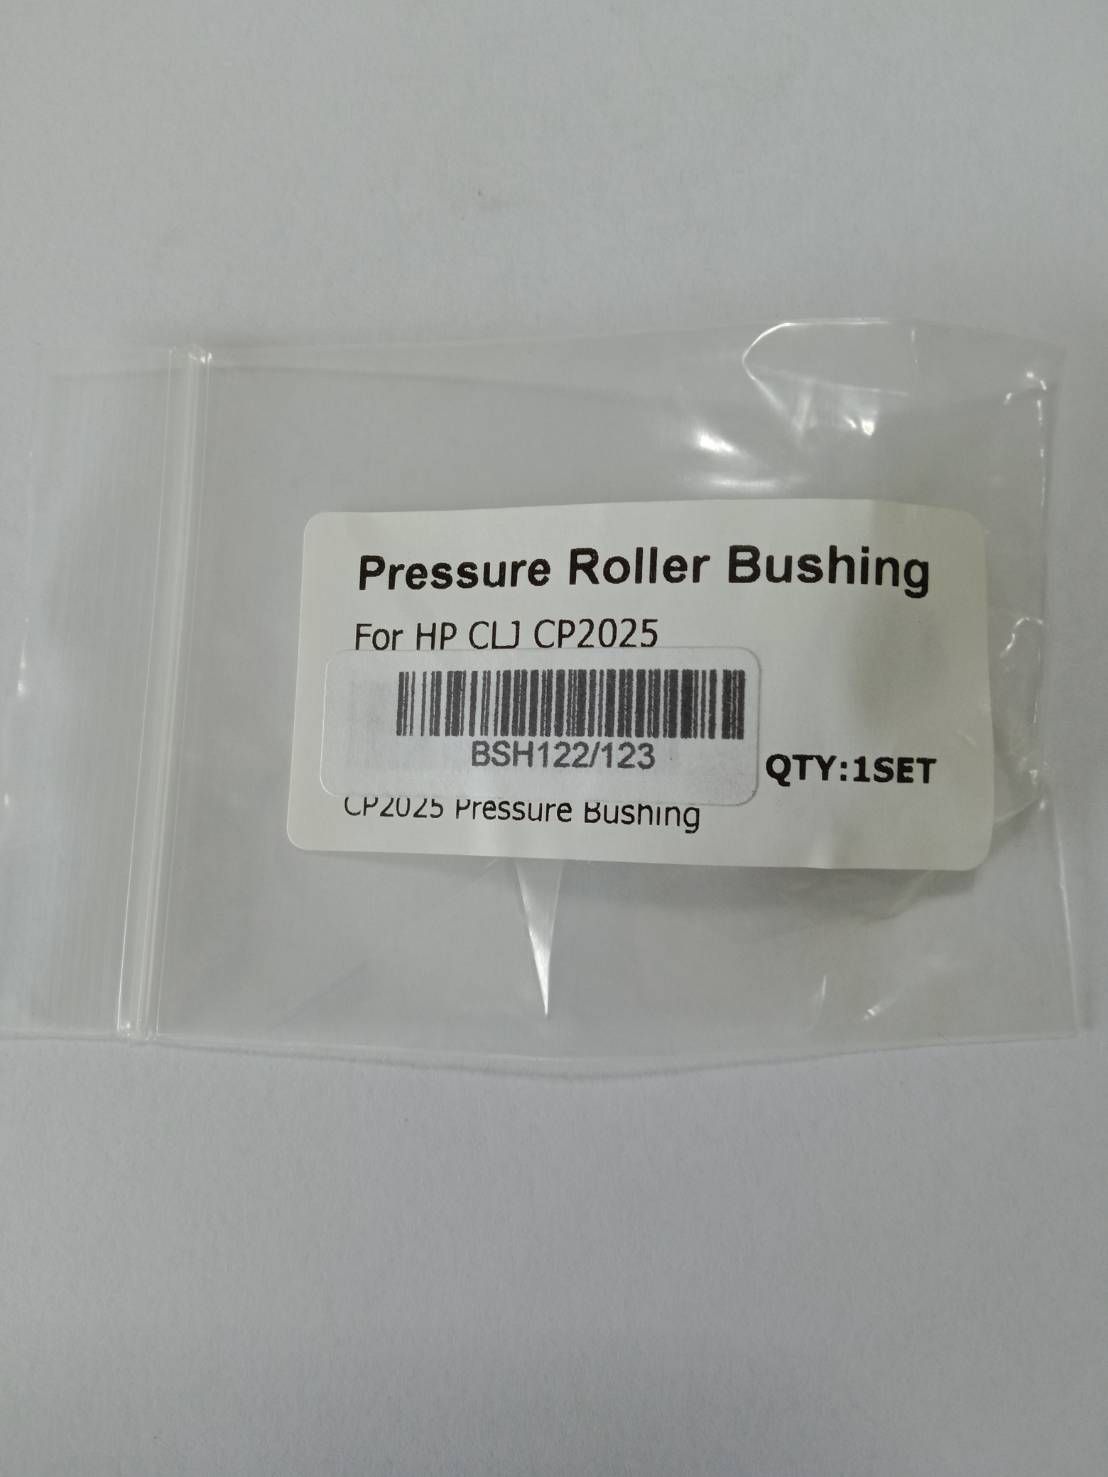 Pressure Roller Bushing
For HP CLJ CP2025
BSH122/123
QTY:1SET
CP2025 Pressure Bushing